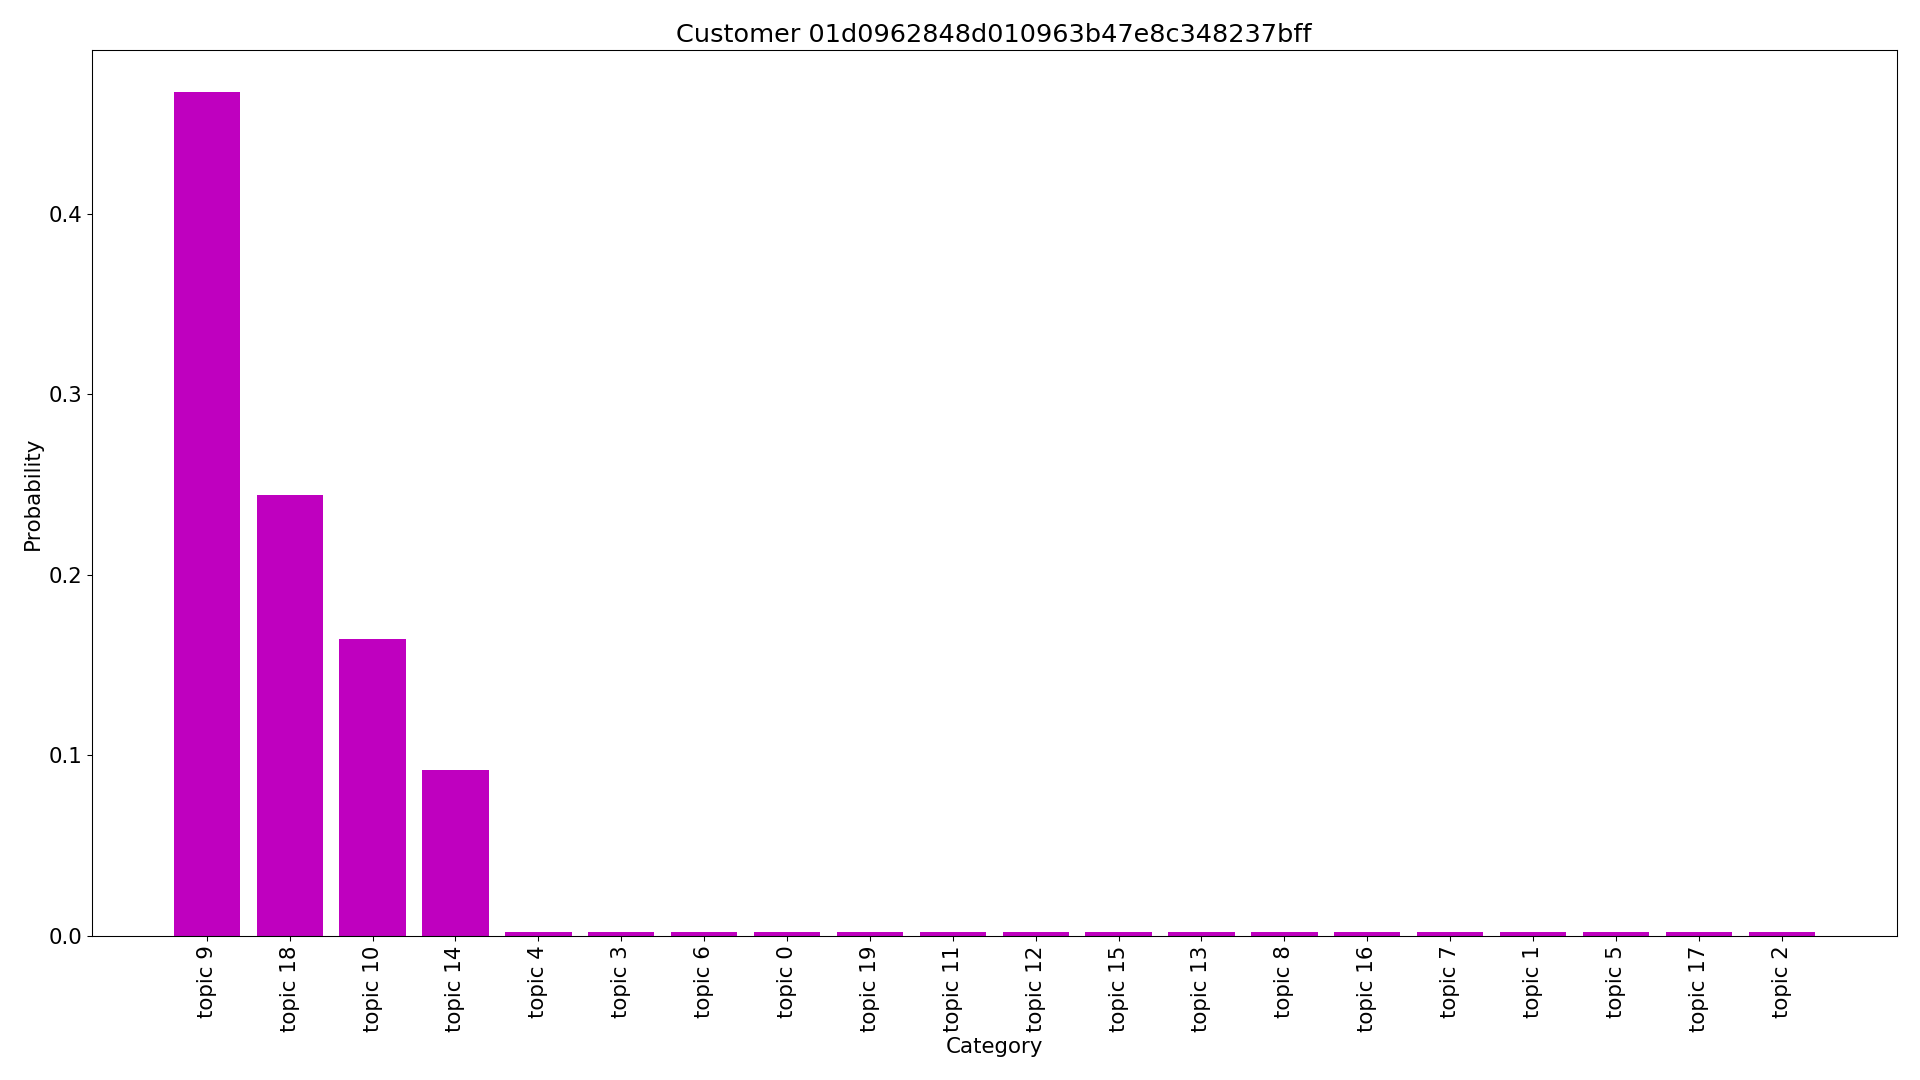 Customer 01d0962848d010963b47e8c348237bff
Probability
0.4
0.3
0.2
0.1
0.0
topic 9
topic 18
topic 10
topic 14
topic 4
topic 3
topic 6
topic 0
topic 19
topic 11
topic 12
topic 15
topic 13
topic 8
topic 16
topic 7
topic 1
topic 5
topic 17
topic 2
Category